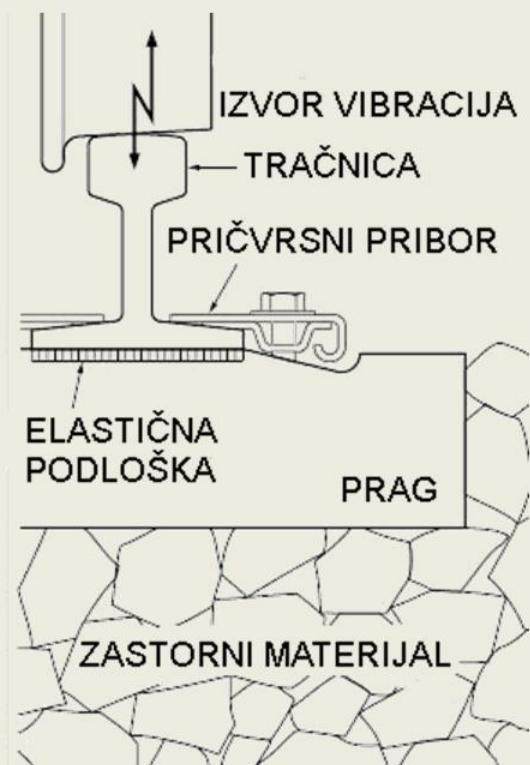 IZVOR VIBRACIJA
TRAČNICA
PRIČVRSNI PRIBOR
ELASTIČNA
PODLOŠKA
PRAG
ZASTORNI MATERIJAL